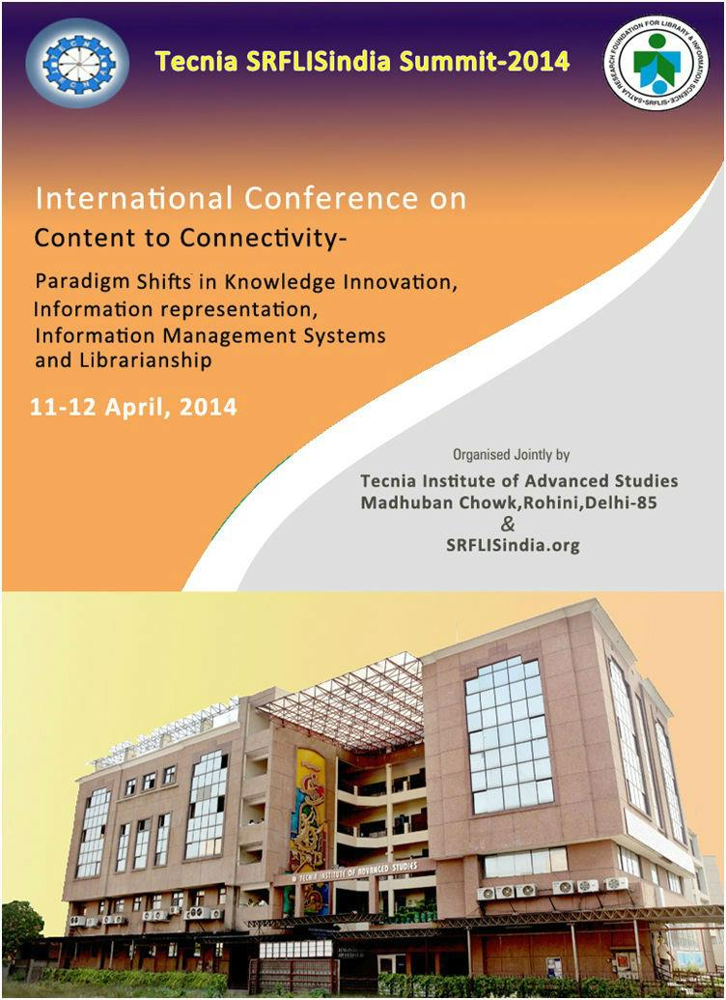 Tecnia SRFLISindia Summit-2014
SATIJA RESEARCH FOUNDATION FOR LIBRARY & INFORMATION SCIENCE
·SRFLIS·
International Conference on
Content to Connectivity-
Paradigm Shifts in Knowledge Innovation,
Information representation,
Information Management Systems
and Librarianship
11-12 April, 2014
Organised Jointly by
Tecnia Institute of Advanced Studies
Madhuban Chowk,Rohini,Delhi-85
&
SRFLISindia.org
TECNIA INSTITUTE OF ADVANCED STUDIES